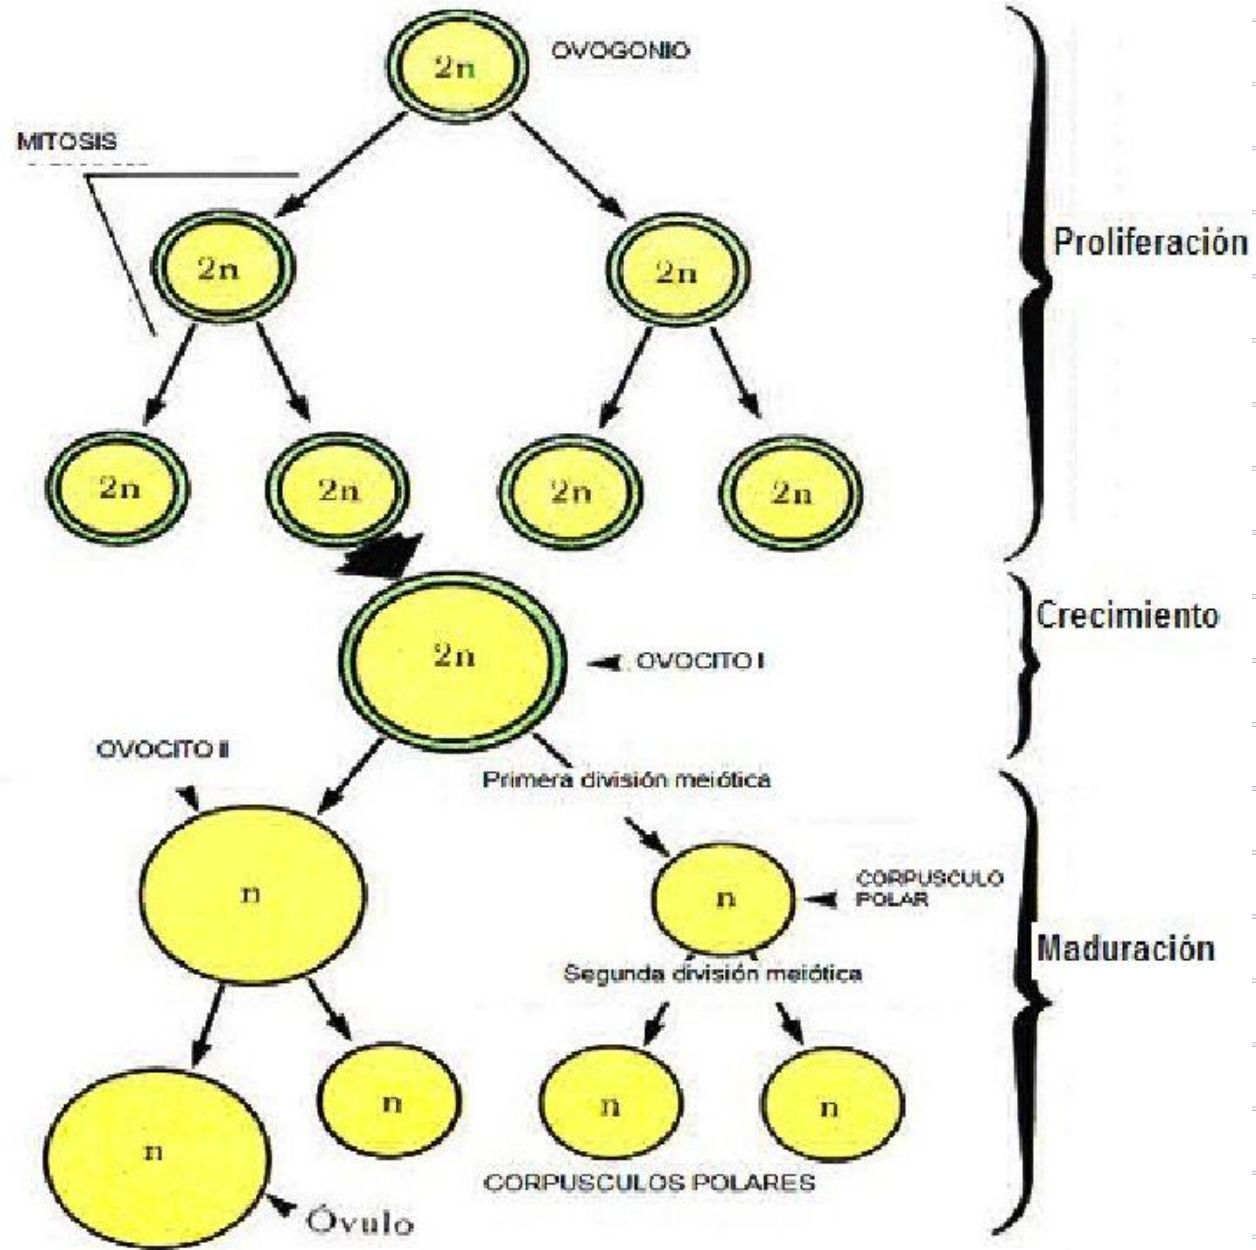 OVOGONIO
2n
MITOSIS
2n
2n
Proliferación
2n
2n
2n
2n
Crecimiento
2n
OVOCITO I
OVOCITO II
Primera división meiótica
n
n
CORPUSCULO
POLAR
Maduración
Segunda división meiótica
n
n
n
n
CORPUSCULOS POLARES
Óvulo